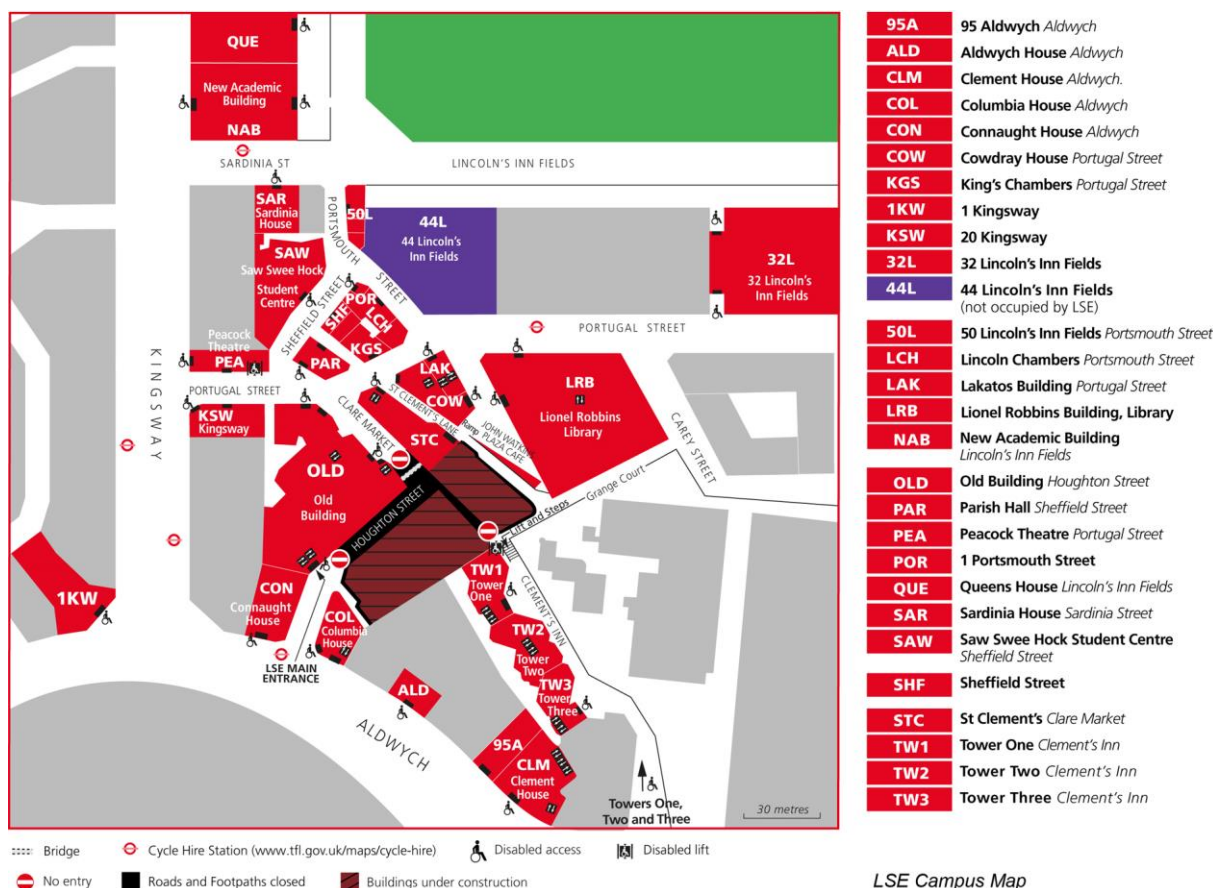 QUE
New Academic
Building
NAB
SARDINIA ST
LINCOLN'S INN FIELDS
SAR
Sardinia
House
PORTSMOUTH
STREET
50L
44L
44 Lincoln's
Inn Fields
32L
32 Lincoln's
Inn Fields
SAW
Saw Swee Hock
Student
Centre
SHEFFIELD STREET
POR
SHF
LCH
KGS
PORTUGAL STREET
Peacock
Theatre
PEA
PAR
PORTUGAL STREET
KINGSWAY
KSW
Kingsway
CLARE MARKET
ST CLEMENT'S LANE
LAK
COW
LRB
Lionel Robbins
Library
CAREY STREET
STC
Ramp
JOHN WATKINS
PLAZA CAFE
OLD
Old
Building
HOUGHTON STREET
Grange Court
Lift and Steps
1KW
CON
Connaught
House
COL
Columbia
House
LSE MAIN
ENTRANCE
TW1
Tower
One
CLEMENT'S INN
TW2
Tower
Two
TW3
Tower
Three
ALD
ALDWYCH
95A
CLM
Clement
House
Towers One,
Two and Three
30 metres
Bridge
Cycle Hire Station (www.tfl.gov.uk/maps/cycle-hire)
Disabled access
Disabled lift
No entry
Roads and Footpaths closed
Buildings under construction
95A 95 Aldwych Aldwych
ALD Aldwych House Aldwych
CLM Clement House Aldwych.
COL Columbia House Aldwych
CON Connaught House Aldwych
COW Cowdray House Portugal Street
KGS King's Chambers Portugal Street
1KW 1 Kingsway
KSW 20 Kingsway
32L 32 Lincoln's Inn Fields
44L 44 Lincoln's Inn Fields
(not occupied by LSE)
50L 50 Lincoln's Inn Fields Portsmouth Street
LCH Lincoln Chambers Portsmouth Street
LAK Lakatos Building Portugal Street
LRB Lionel Robbins Building, Library
NAB New Academic Building
Lincoln's Inn Fields
OLD Old Building Houghton Street
PAR Parish Hall Sheffield Street
PEA Peacock Theatre Portugal Street
POR 1 Portsmouth Street
QUE Queens House Lincoln's Inn Fields
SAR Sardinia House Sardinia Street
SAW Saw Swee Hock Student Centre
Sheffield Street
SHF Sheffield Street
STC St Clement's Clare Market
TW1 Tower One Clement's Inn
TW2 Tower Two Clement's Inn
TW3 Tower Three Clement's Inn
LSE Campus Map